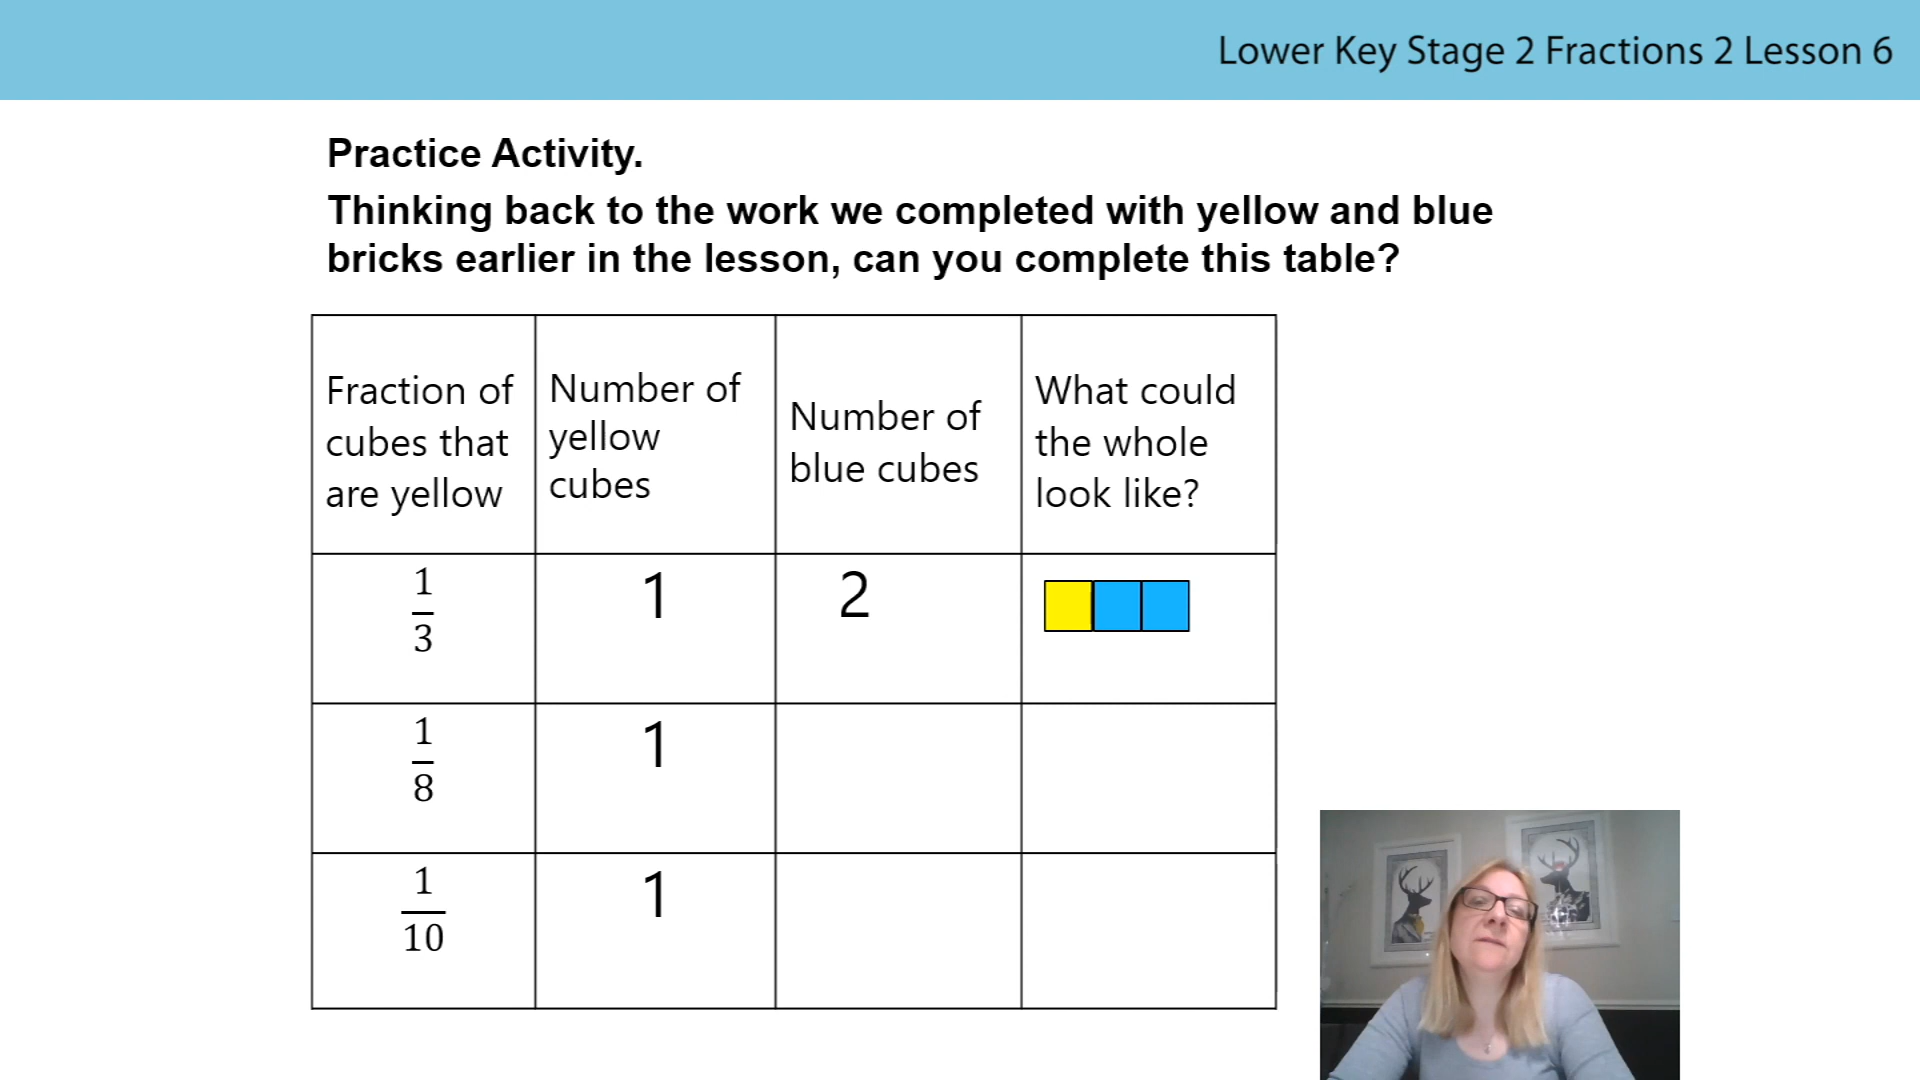 Lower Key Stage 2 Fractions 2 Lesson 6
Practice Activity.
Thinking back to the work we completed with yellow and blue
bricks earlier in the lesson, can you complete this table?
Fraction of
cubes that
are yellow
Number of
yellow
cubes
Number of
blue cubes
What could
the whole
look like?
1
3
1
2
1
8
1
1
10
1